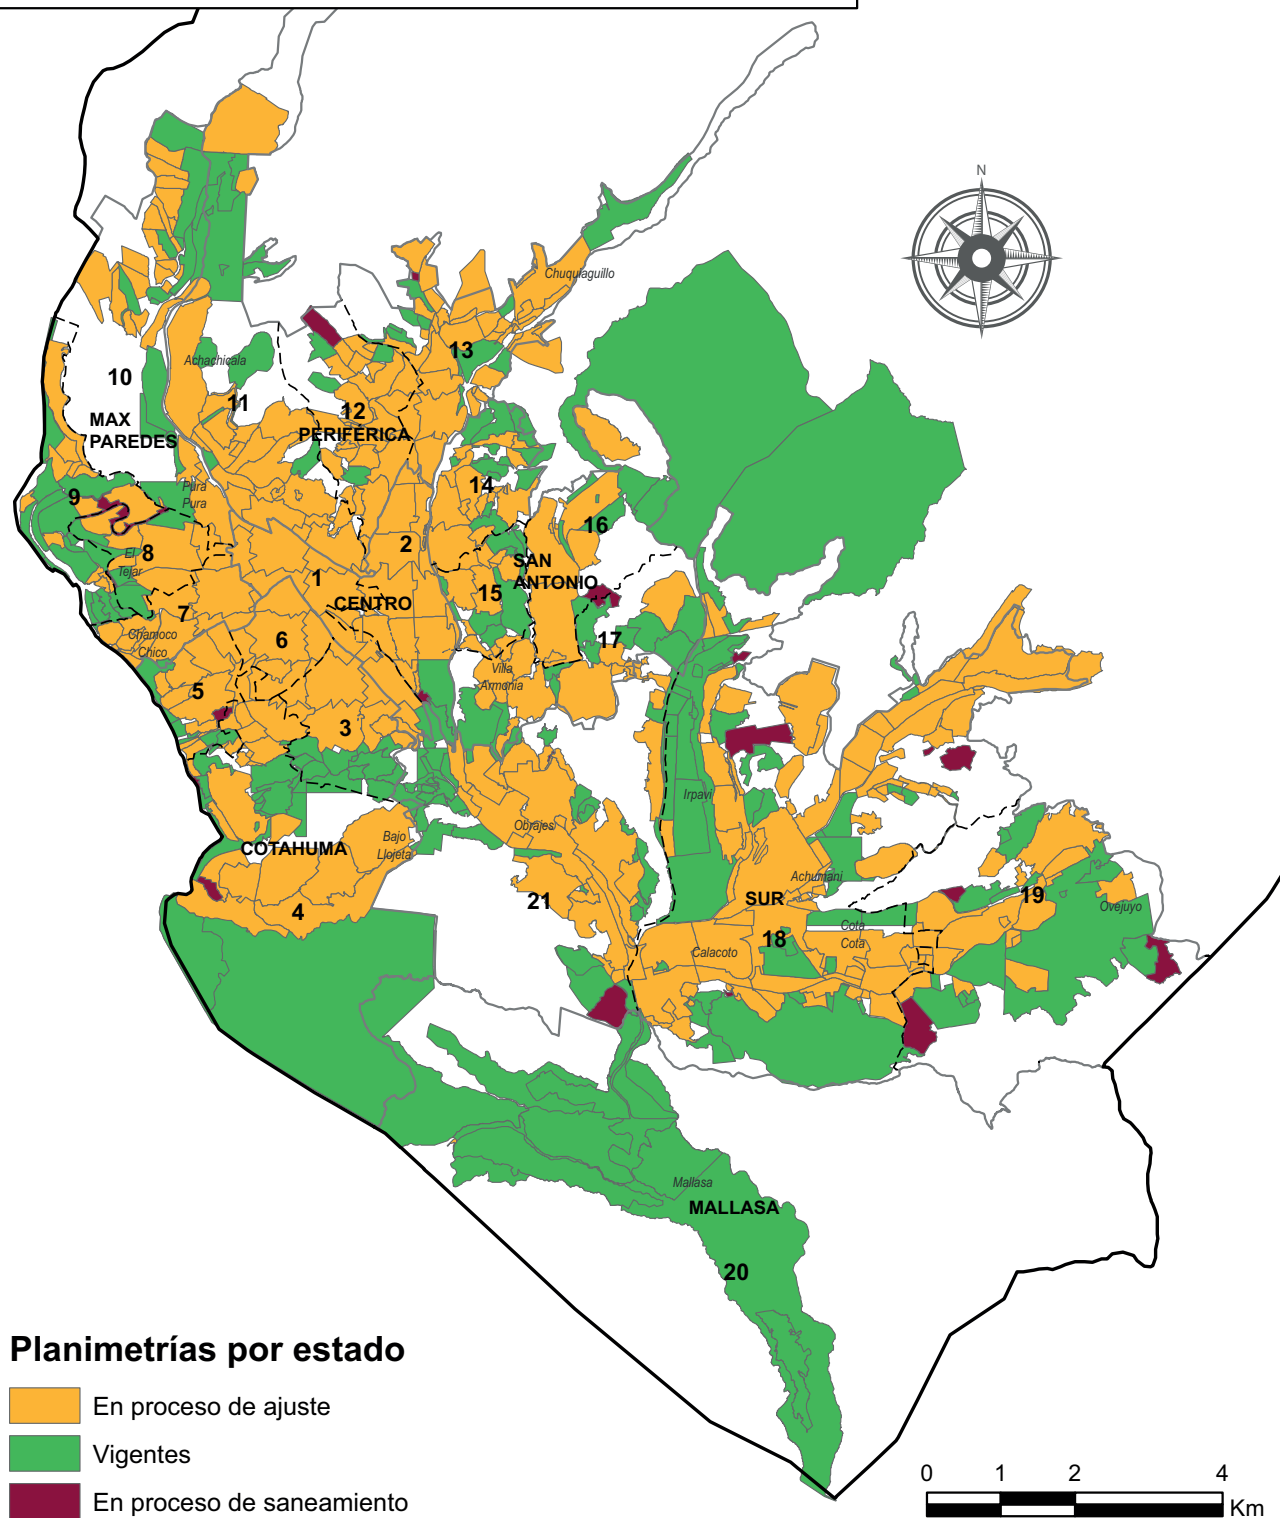 N
Chuquiaguillo
13
Achachicala
10
11
12
MAX
PAREDES
PERIFÉRICA
14
Pura
Pura
9
16
2
El
Tejar
8
SAN
ANTONIO
1
15
CENTRO
7
6
17
Chamoco
Chico
Villa
Armonia
5
3
Irpavi
Obrajes
Bajo
Llojeta
COTAHUMA
Achumani
21
SUR
19
Ovejuyo
4
Cota
Cota
18
Calacoto
Mallasa
MALLASA
20
Planimetrías por estado
En proceso de ajuste
Vigentes
En proceso de saneamiento
0 1 2 4
Km